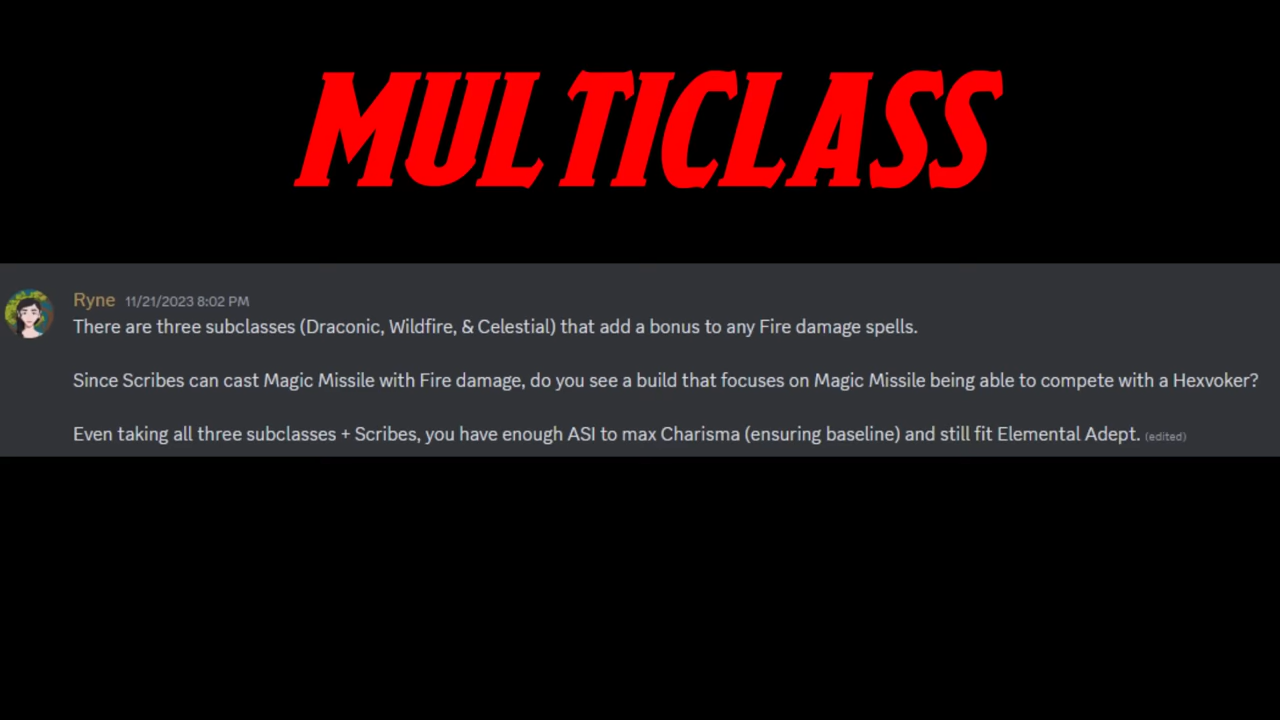 MULTICLASS
Ryne 11/21/2023 8:02 PM
There are three subclasses (Draconic, Wildfire, & Celestial) that add a bonus to any Fire damage spells.
Since Scribes can cast Magic Missile with Fire damage, do you see a build that focuses on Magic Missile being able to compete with a Hexvoker?
Even taking all three subclasses + Scribes, you have enough ASI to max Charisma (ensuring baseline) and still fit Elemental Adept. (edited)